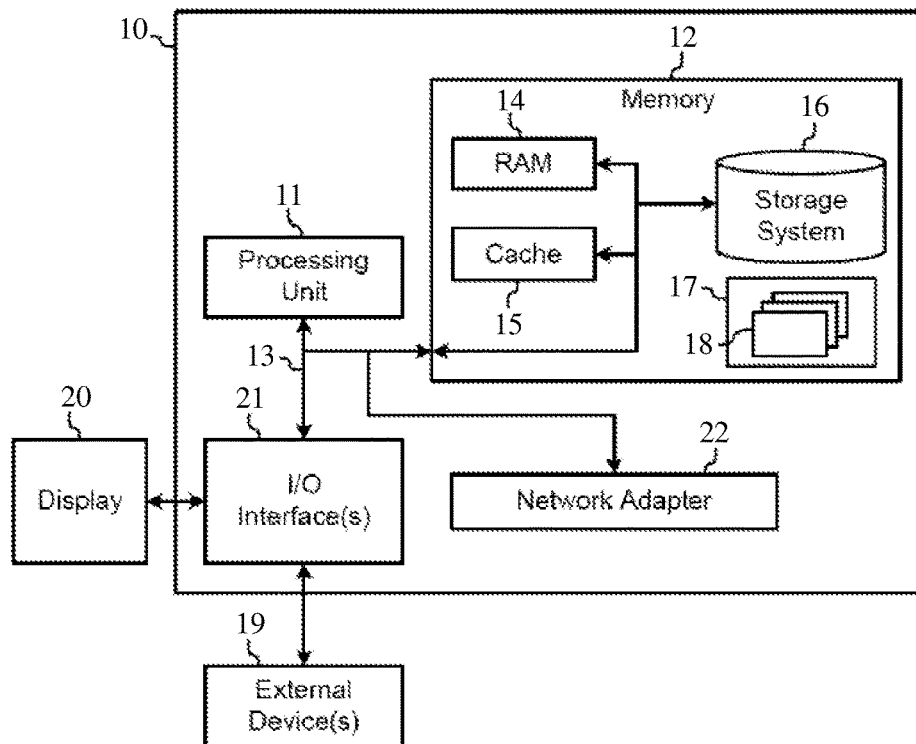 10
12
Memory
14
RAM
16
Storage
System
11
Processing
Unit
Cache
15
17
18
13
20
21
Display
I/O
Interface(s)
22
Network Adapter
19
External
Device(s)